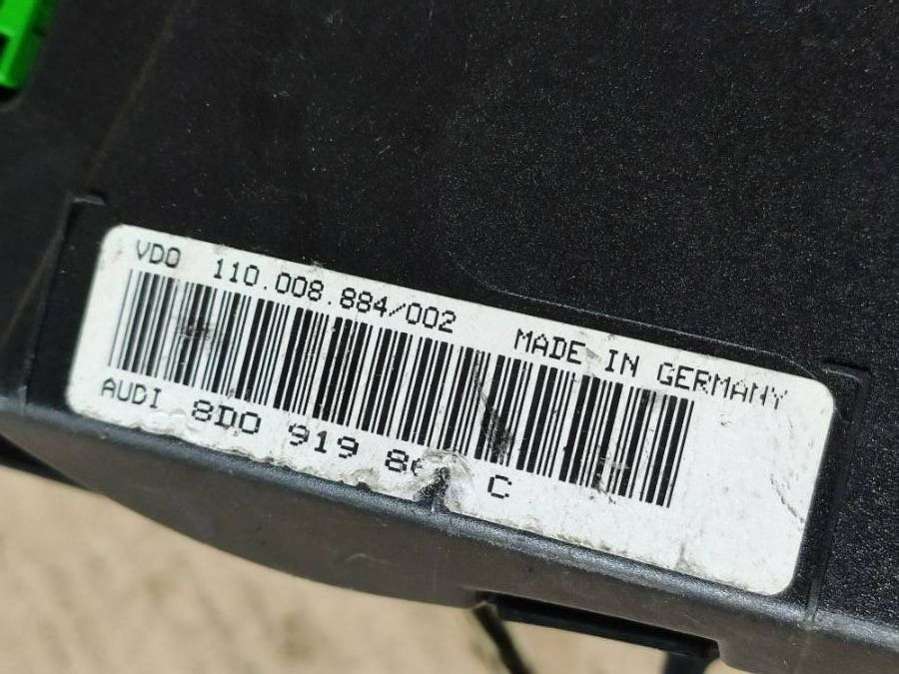 VDO 110.008.884/002 MADE IN GERMANY
AUDI 8D0 919 C